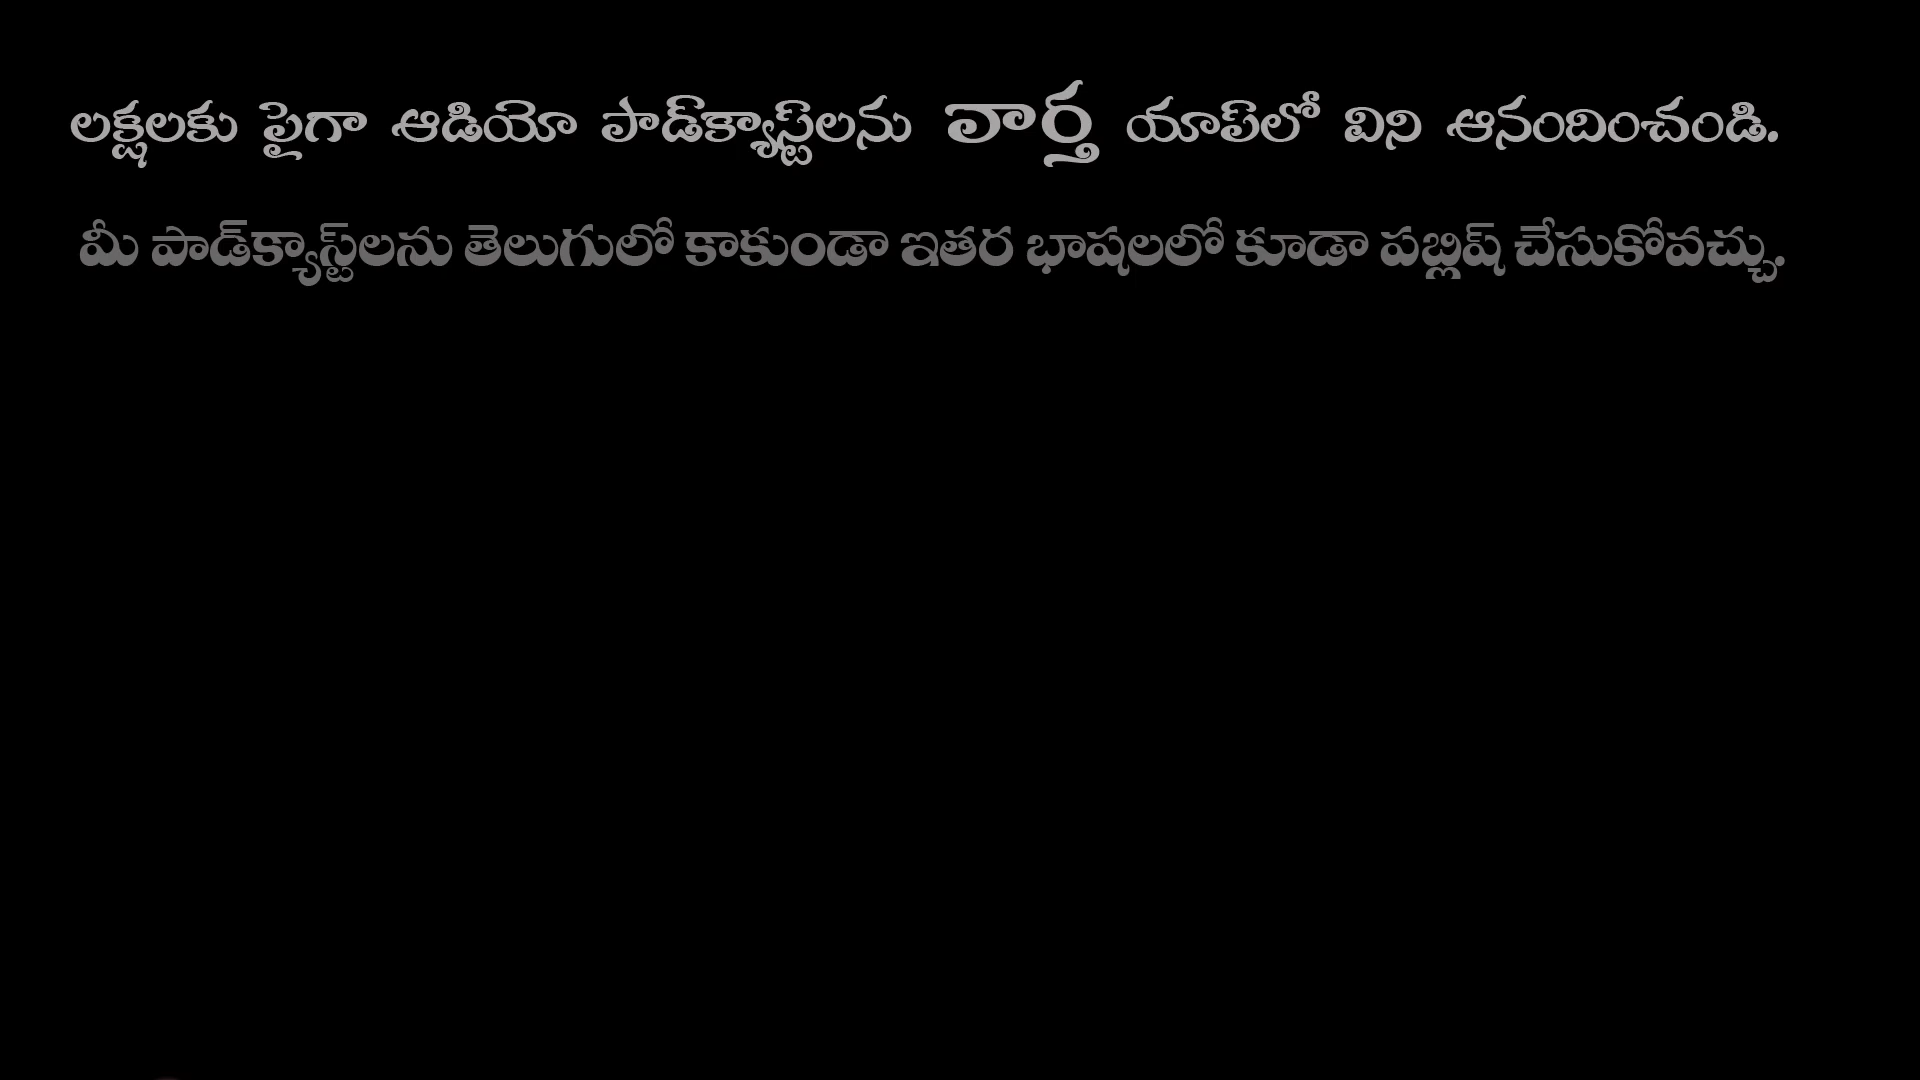 లక్షలకు పైగా ఆడియో పాడ్‌క్యాస్ట్‌లను వార్త యాప్‌లో విని ఆనందించండి.
మీ పాడ్‌క్యాస్ట్‌లను తెలుగులో కాకుండా ఇతర భాషలలో కూడా పబ్లిష్ చేసుకోవచ్చు.